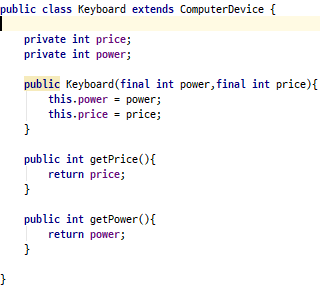 public class Keyboard extends ComputerDevice {
private int price;
private int power;
public Keyboard(final int power,final int price){
this.power = power;
this.price = price;
}
public int getPrice(){
return price;
}
public int getPower(){
return power;
}
}